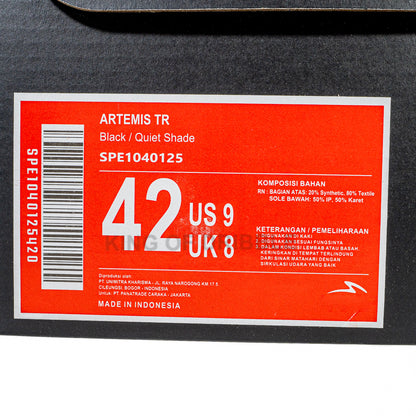 ARTEMIS TR
Black / Quiet Shade
SPE1040125
SPE1040125420
42
US 9
UK 8
KOMPOSISI BAHAN
RN : BAGIAN ATAS: 20% Synthetic, 80% Textile
SOLE BAWAH: 50% IP. 50% Karet
KETERANGAN / PEMELIHARAAN
1. DIGUNAKAN DI KAKI
2. DIGUNAKAN SESUAI FUNGSINYA
3. DALAM KONDISI LEMBAB ATAU BASAH.
KERINGKAN DI TEMPAT TERLINDUNG
DARI SINAR MATAHARI DENGAN
SIRKULASI UDARA YANG BAIK
Diproduksi oleh:
PT. UNIMITRA KHARISMA - JL. RAYA NAROGONG KM 17 5.
CILEUNGSI, BOGOR - INDONESIA
Untuk: PT. PANATRADE CARAKA - JAKARTA
MADE IN INDONESIA